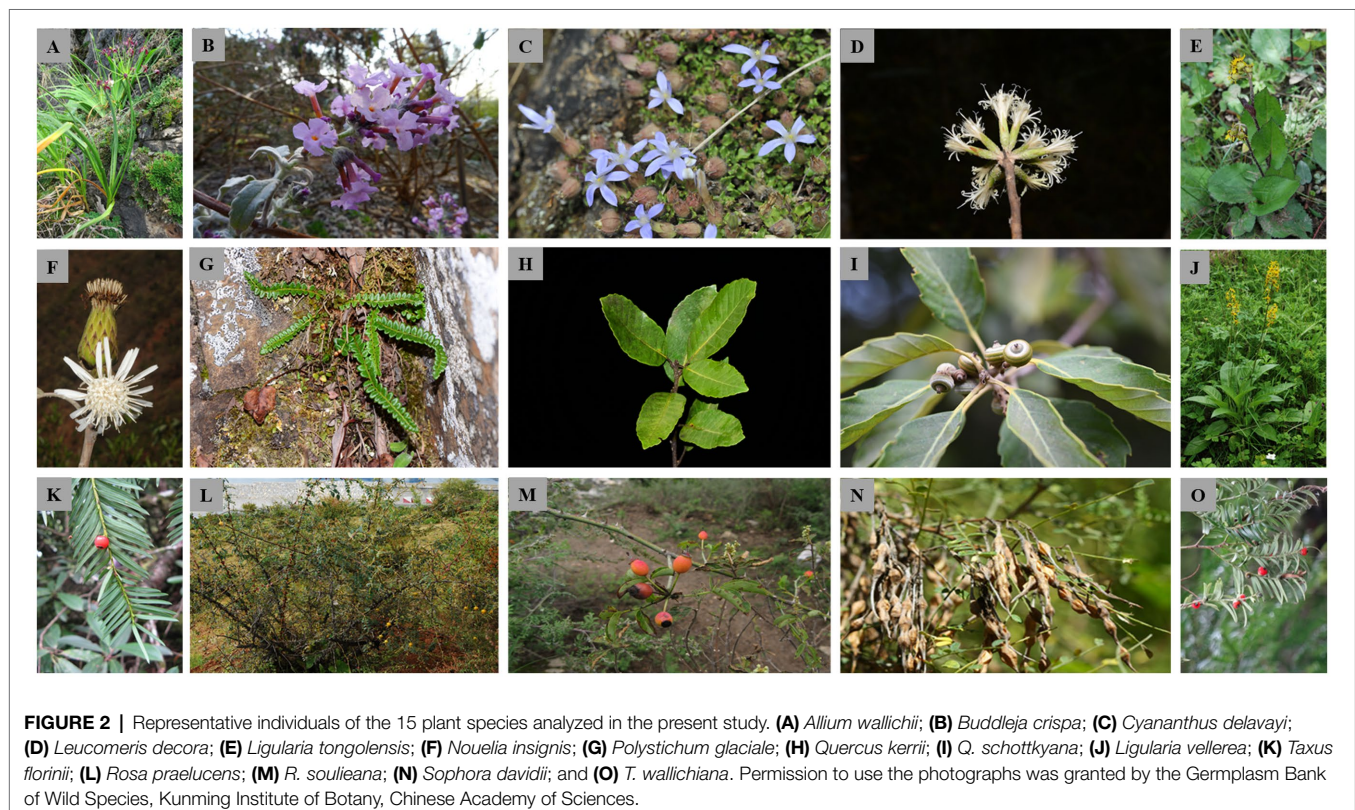 A
B
C
D
E
F
G
H
I
J
K
L
M
N
O
FIGURE 2 | Representative individuals of the 15 plant species analyzed in the present study. (A) Allium wallichii; (B) Buddleja crispa; (C) Cyananthus delavayi;
(D) Leucomeris decora; (E) Ligularia tongolensis; (F) Nouelia insignis; (G) Polystichum glaciale; (H) Quercus kerrii; (I) Q. schottkyana; (J) Ligularia vellerea; (K) Taxus
florinii; (L) Rosa praelucens; (M) R. soulieana; (N) Sophora davidii; and (O) T. wallichiana. Permission to use the photographs was granted by the Germplasm Bank
of Wild Species, Kunming Institute of Botany, Chinese Academy of Sciences.